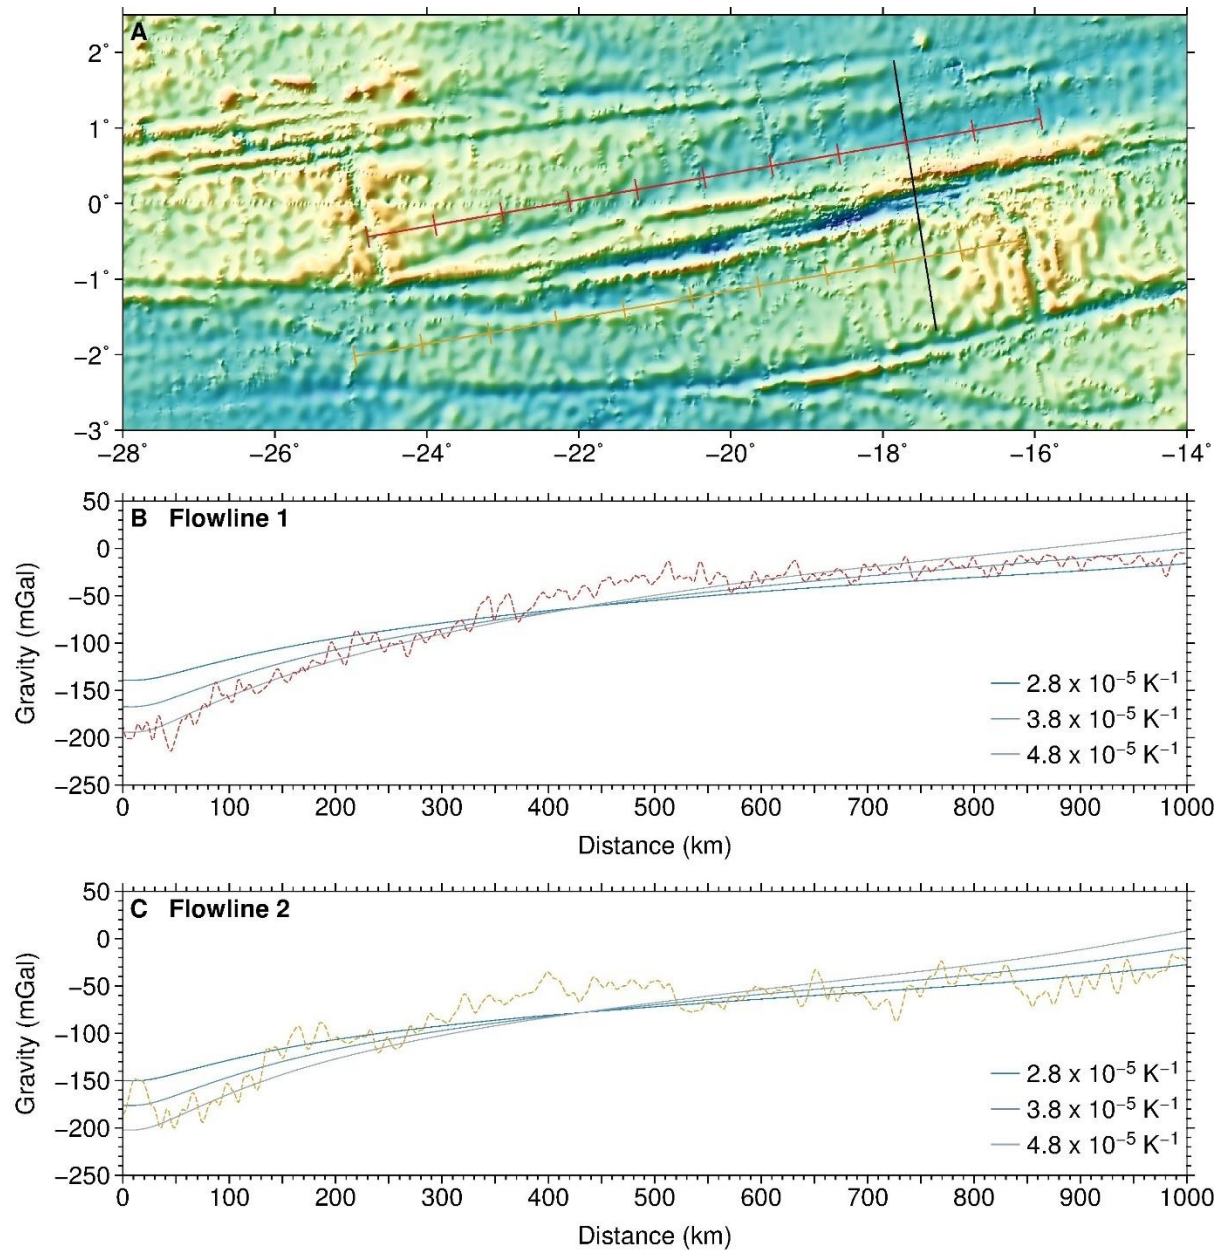 A
2°
1°
0°
−1°
−2°
−3°
−28° −26° −24° −22° −20° −18° −16° −14°
B Flowline 1
50
0
−50
−100
−150
−200
−250
Gravity (mGal)
2.8 x 10⁻⁵ K⁻¹
3.8 x 10⁻⁵ K⁻¹
4.8 x 10⁻⁵ K⁻¹
0 100 200 300 400 500 600 700 800 900 1000
Distance (km)
C Flowline 2
50
0
−50
−100
−150
−200
−250
Gravity (mGal)
2.8 x 10⁻⁵ K⁻¹
3.8 x 10⁻⁵ K⁻¹
4.8 x 10⁻⁵ K⁻¹
0 100 200 300 400 500 600 700 800 900 1000
Distance (km)